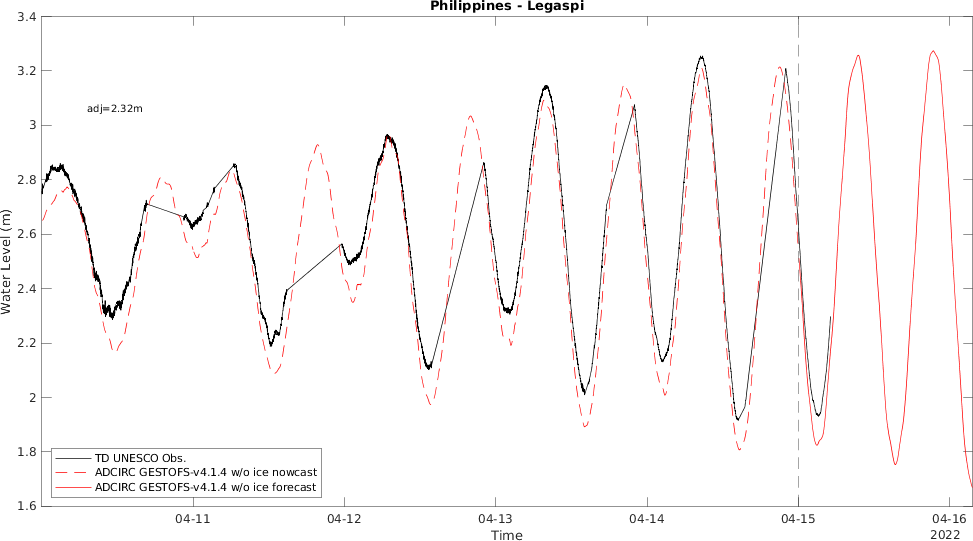 Philippines - Legaspi
3.4
3.2
3
2.8
2.6
2.4
2.2
2
1.8
1.6
Water Level (m)
adj=2.32m
TD UNESCO Obs.
ADCIRC GESTOFS-v4.1.4 w/o ice nowcast
ADCIRC GESTOFS-v4.1.4 w/o ice forecast
04-11
04-12
04-13
04-14
04-15
04-16
Time
2022